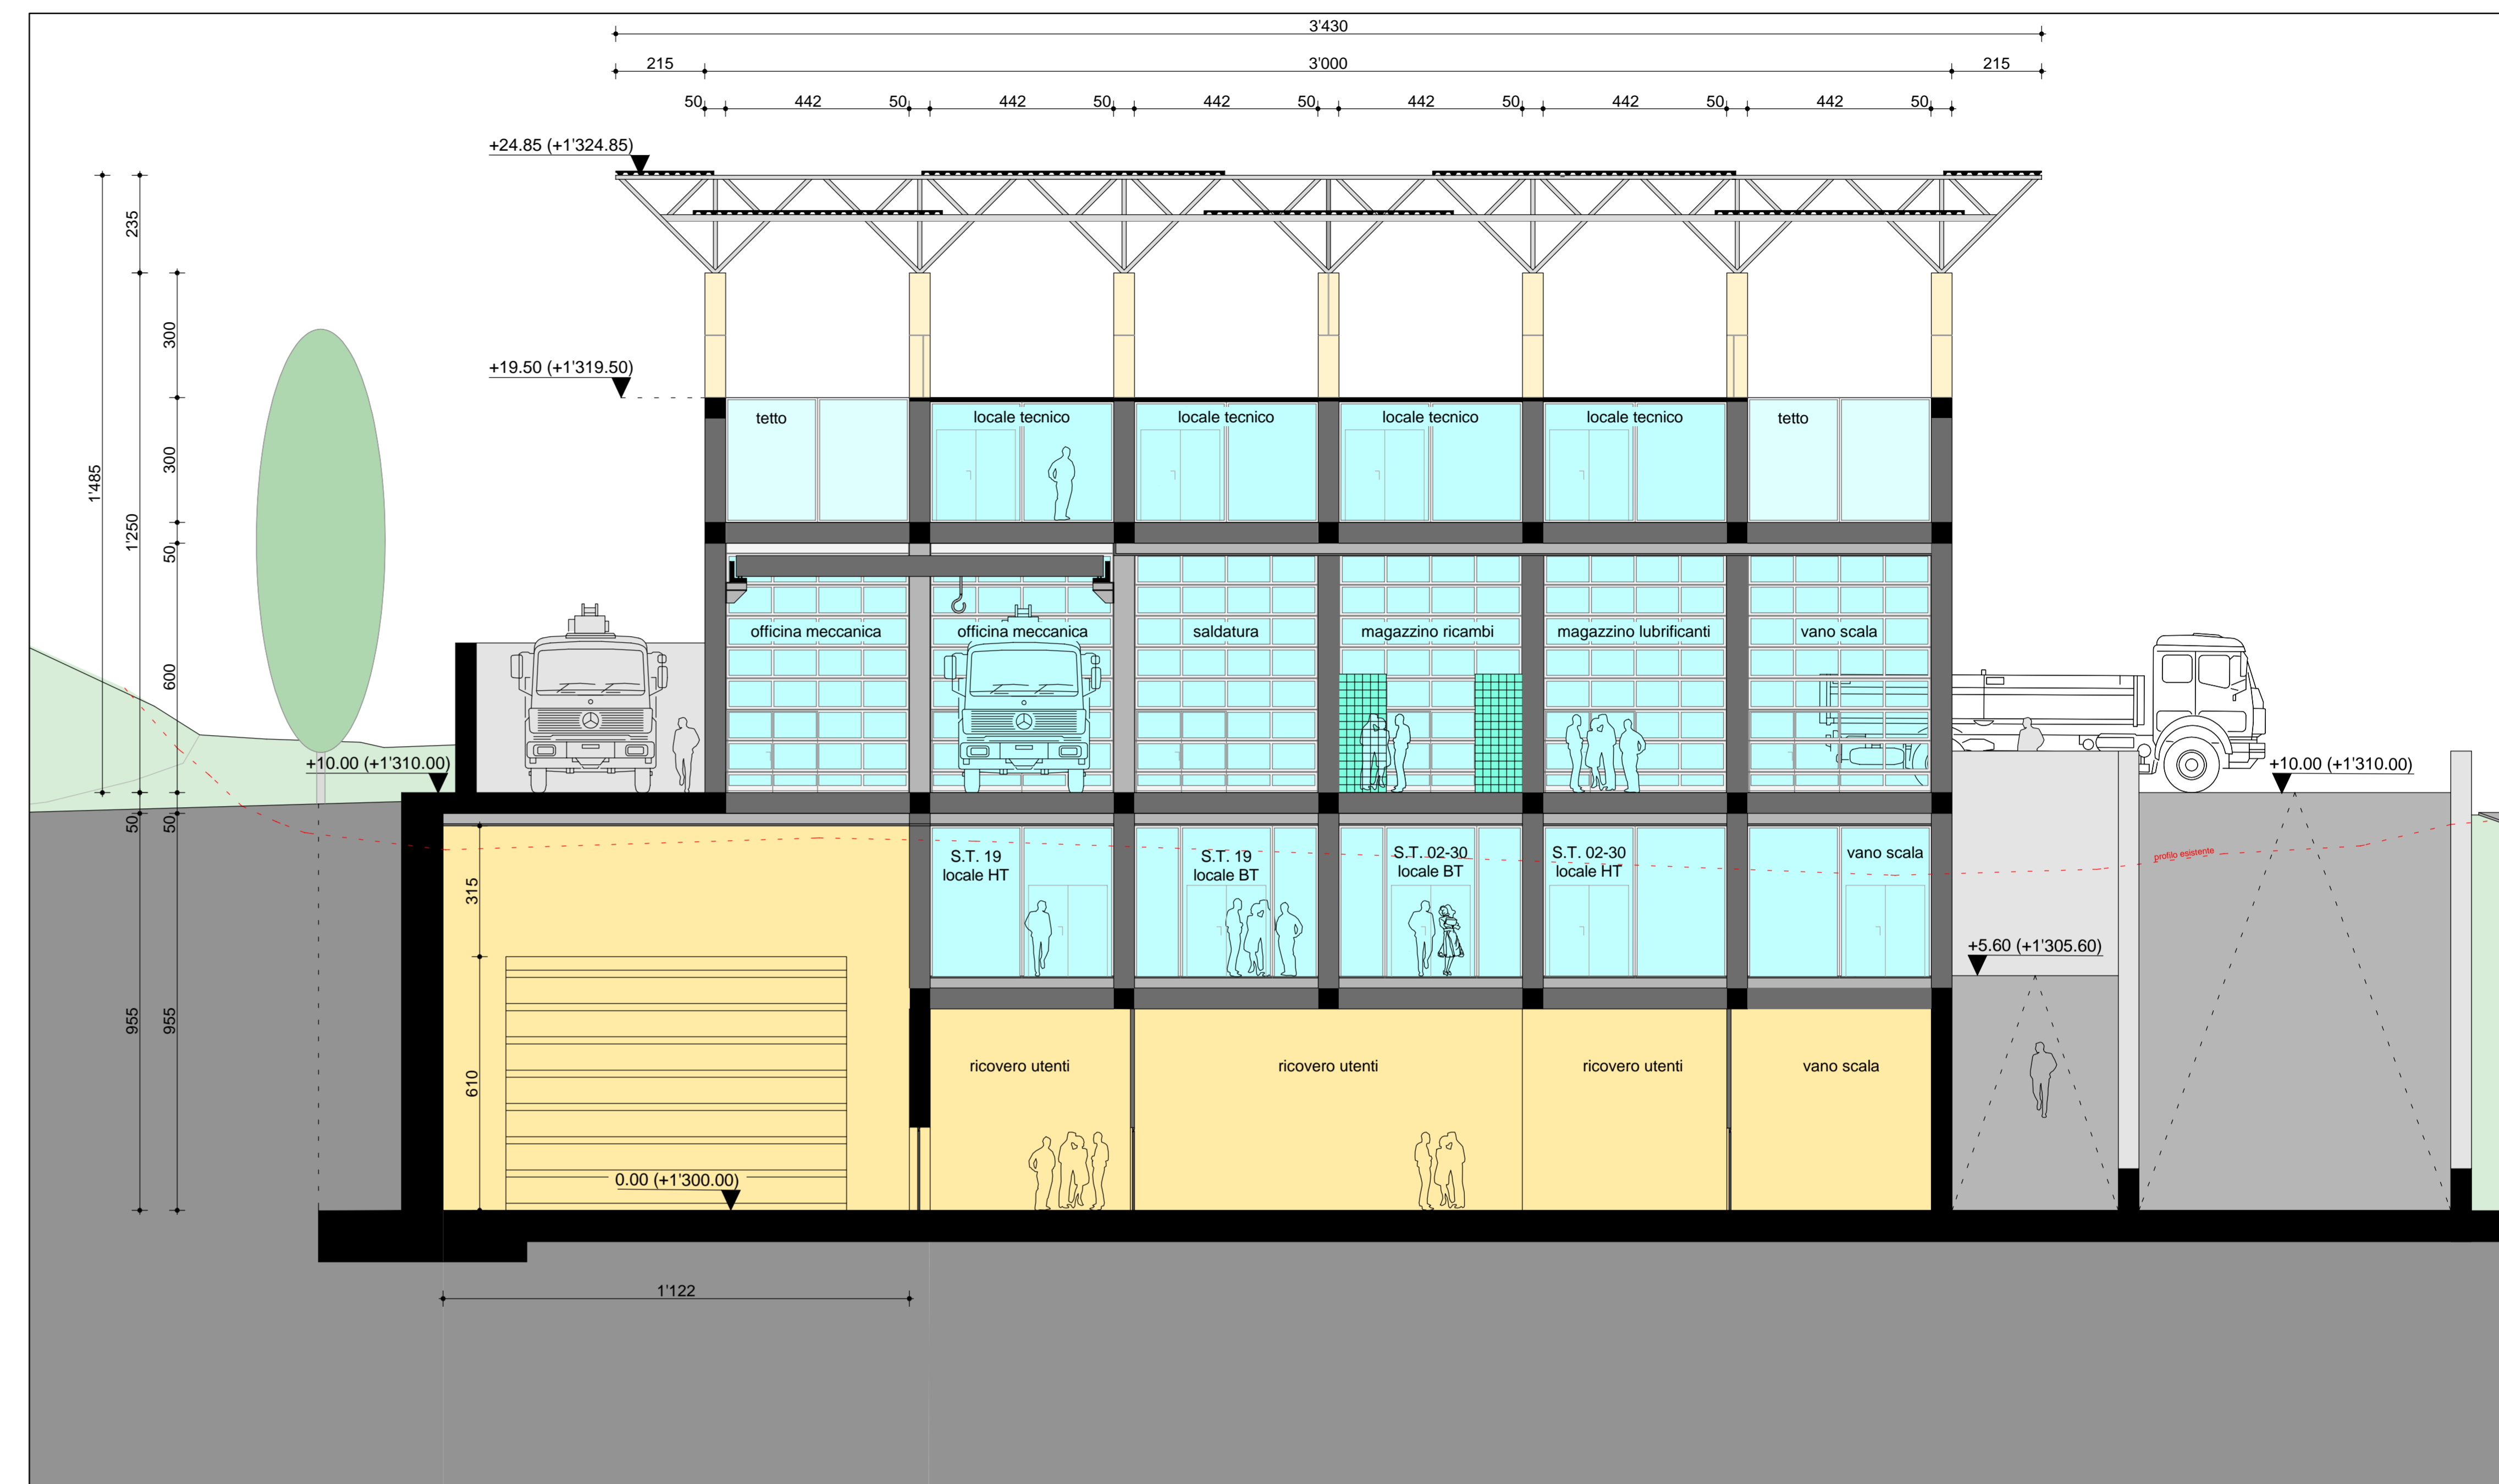 3'430
215
3'000
215
50
442
50
442
50
442
50
442
50
442
50
442
50
+24.85 (+1'324.85)
235
300
+19.50 (+1'319.50)
tetto
locale tecnico
locale tecnico
locale tecnico
locale tecnico
tetto
1'485
1'250
300
50
600
officina meccanica
officina meccanica
saldatura
magazzino ricambi
magazzino lubrificanti
vano scala
+10.00 (+1'310.00)
+10.00 (+1'310.00)
50
50
profilo esistente
315
S.T. 19
locale HT
S.T. 19
locale BT
S.T. 02-30
locale BT
S.T. 02-30
locale HT
vano scala
+5.60 (+1'305.60)
955
955
610
ricovero utenti
ricovero utenti
ricovero utenti
vano scala
0.00 (+1'300.00)
1'122